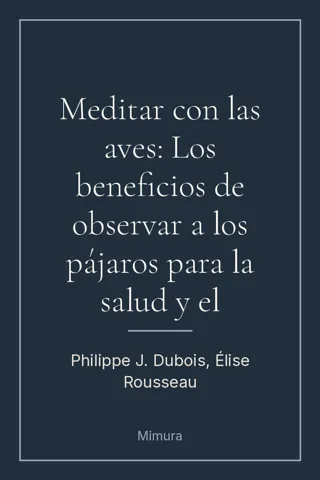 Meditar con las
aves: Los
beneficios de
observar a los
pájaros para la
salud y el
Philippe J. Dubois, Élise
Rousseau
Mimura